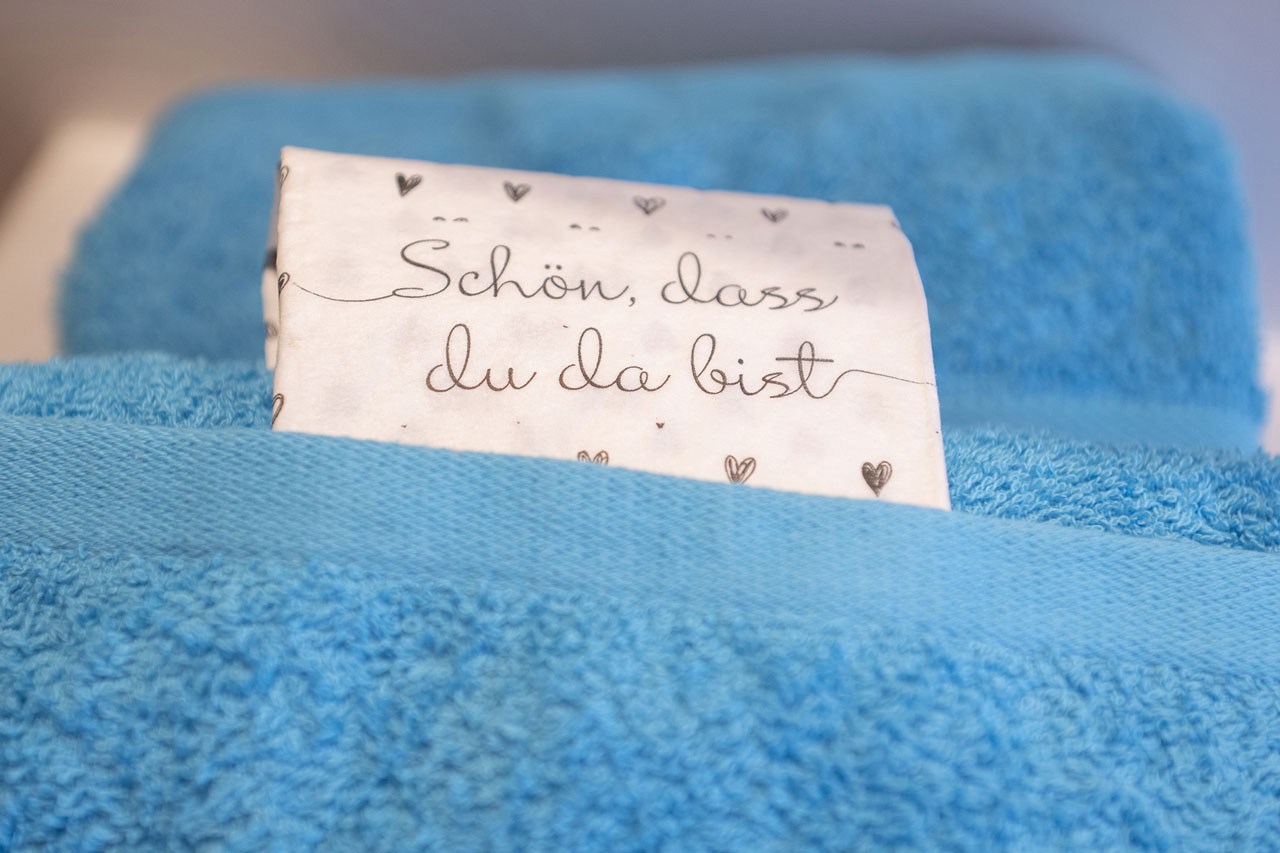 Schön, dass
du da bist